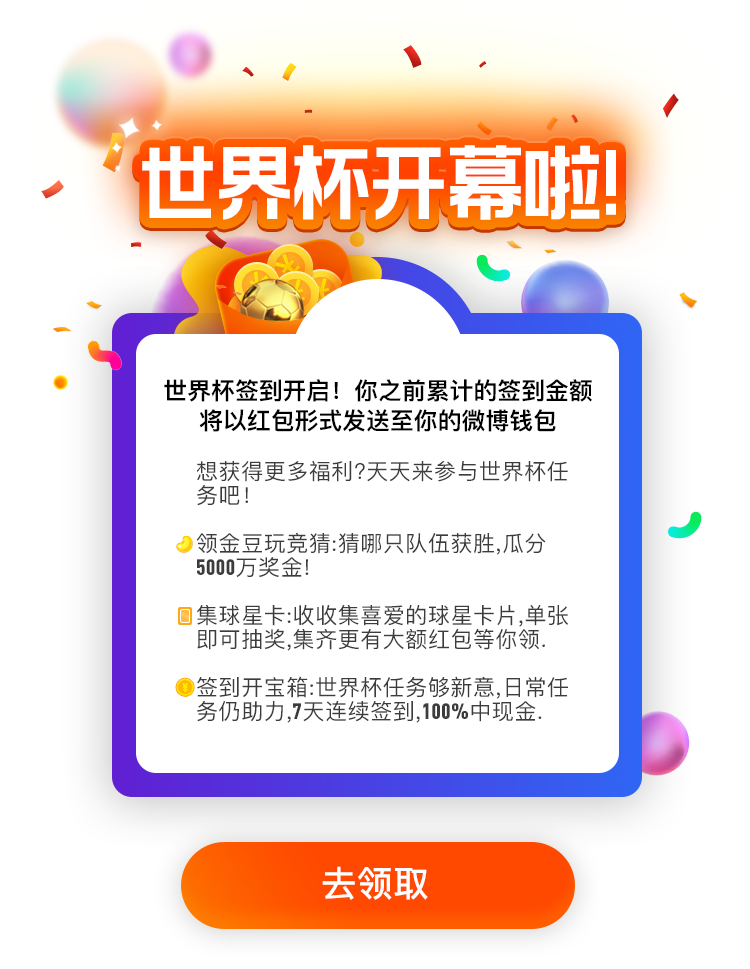 世界杯开幕啦!
世界杯签到开启！你之前累计的签到金额
将以红包形式发送至你的微博钱包
想获得更多福利?天天来参与世界杯任
务吧!
领金豆玩竞猜:猜哪只队伍获胜,瓜分
5000万奖金!
集球星卡:收收集喜爱的球星卡片,单张
即可抽奖,集齐更有大额红包等你领.
签到开宝箱:世界杯任务够新意,日常任
务仍助力,7天连续签到,100%中现金.
去领取